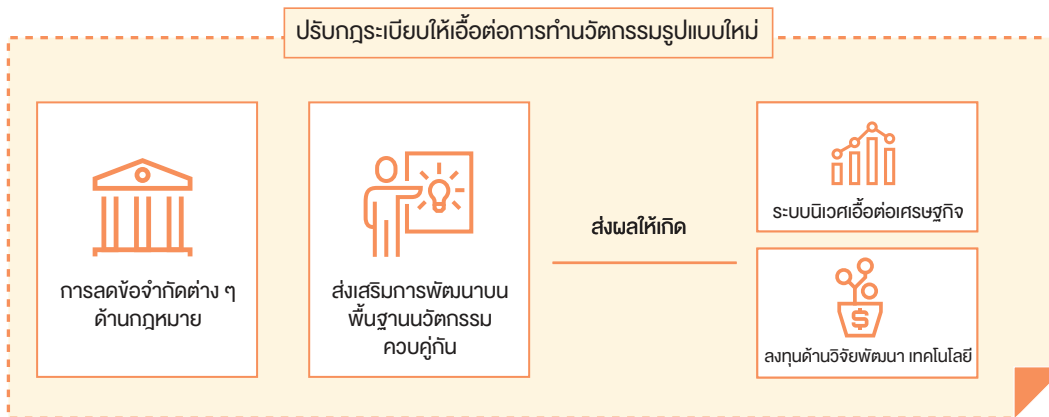 ปรับกฎระเบียบให้เอื้อต่อการทำนวัตกรรมรูปแบบใหม่
การลดข้อจำกัดต่าง ๆ
ด้านกฎหมาย
ส่งเสริมการพัฒนาบน
พื้นฐานนวัตกรรม
ควบคู่กัน
ส่งผลให้เกิด
ระบบนิเวศเอื้อต่อเศรษฐกิจ
$
ลงทุนด้านวิจัยพัฒนา เทคโนโลยี